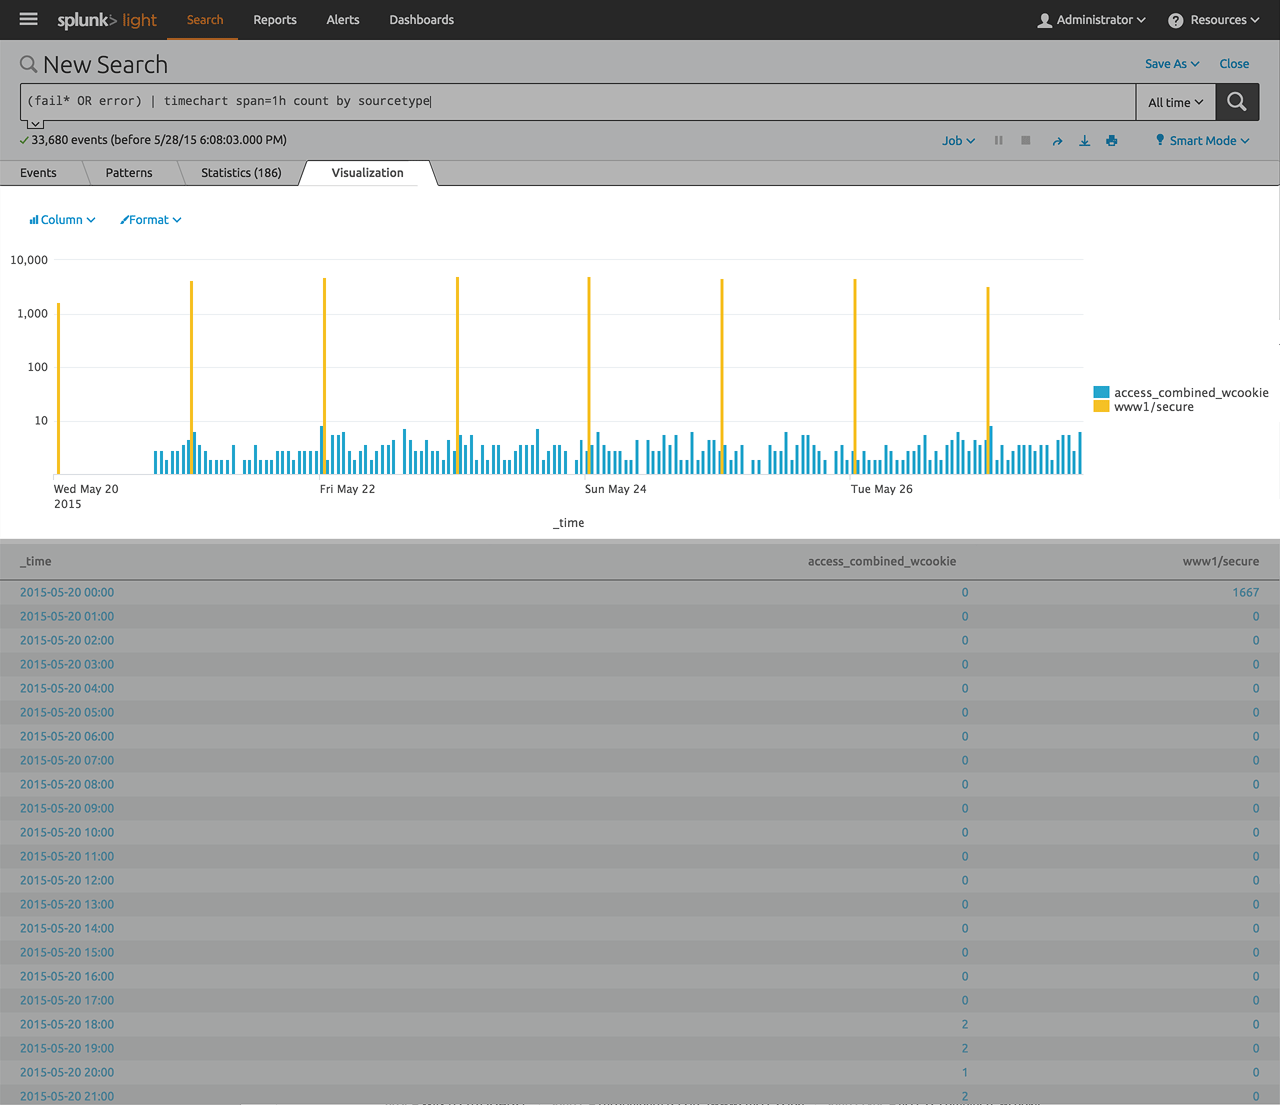 splunk> light Search Reports Alerts Dashboards Administrator Resources
New Search Save As Close
(fail* OR error) | timechart span=1h count by sourcetype All time
33,680 events (before 5/28/15 6:08:03.000 PM) Job Smart Mode
Events Patterns Statistics (186) Visualization
Column Format
10,000
1,000
100
10
access_combined_wcookie
www1/secure
Wed May 20 Fri May 22 Sun May 24 Tue May 26
2015
_time
_time access_combined_wcookie www1/secure
2015-05-20 00:00 0 1667
2015-05-20 01:00 0 0
2015-05-20 02:00 0 0
2015-05-20 03:00 0 0
2015-05-20 04:00 0 0
2015-05-20 05:00 0 0
2015-05-20 06:00 0 0
2015-05-20 07:00 0 0
2015-05-20 08:00 0 0
2015-05-20 09:00 0 0
2015-05-20 10:00 0 0
2015-05-20 11:00 0 0
2015-05-20 12:00 0 0
2015-05-20 13:00 0 0
2015-05-20 14:00 0 0
2015-05-20 15:00 0 0
2015-05-20 16:00 0 0
2015-05-20 17:00 0 0
2015-05-20 18:00 2 0
2015-05-20 19:00 2 0
2015-05-20 20:00 1 0
2015-05-20 21:00 2 0